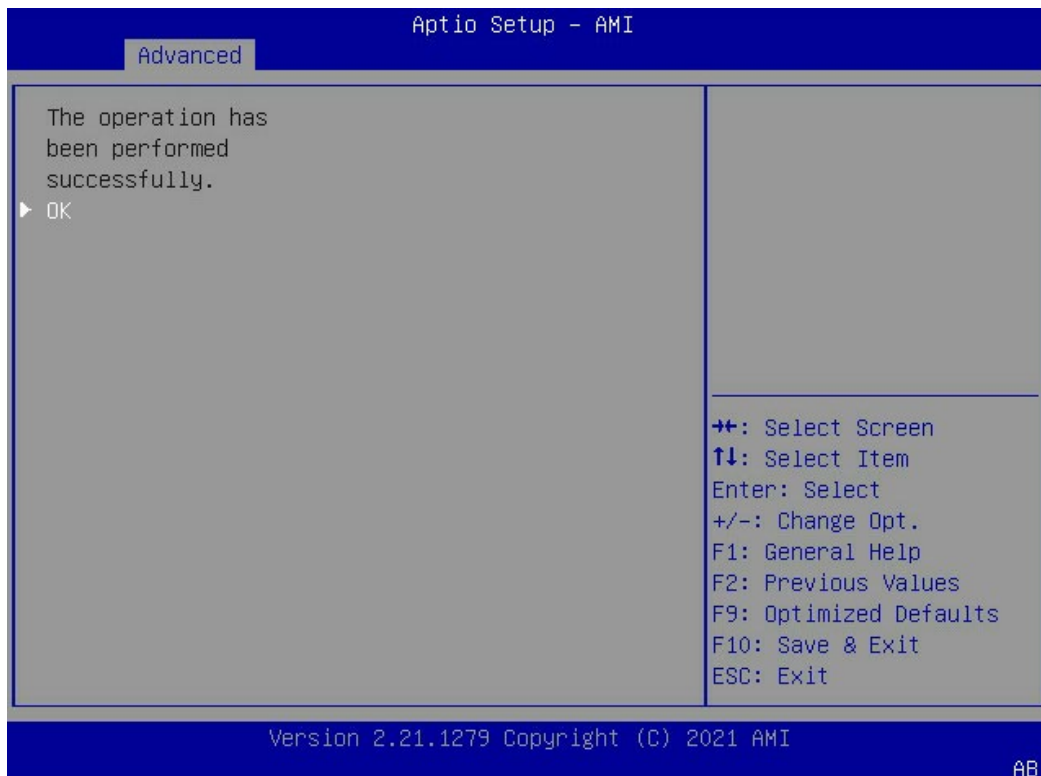 Aptio Setup – AMI
Advanced
The operation has
been performed
successfully.
▶ OK
→←: Select Screen
↑↓: Select Item
Enter: Select
+/-: Change Opt.
F1: General Help
F2: Previous Values
F9: Optimized Defaults
F10: Save & Exit
ESC: Exit
Version 2.21.1279 Copyright (C) 2021 AMI
AB